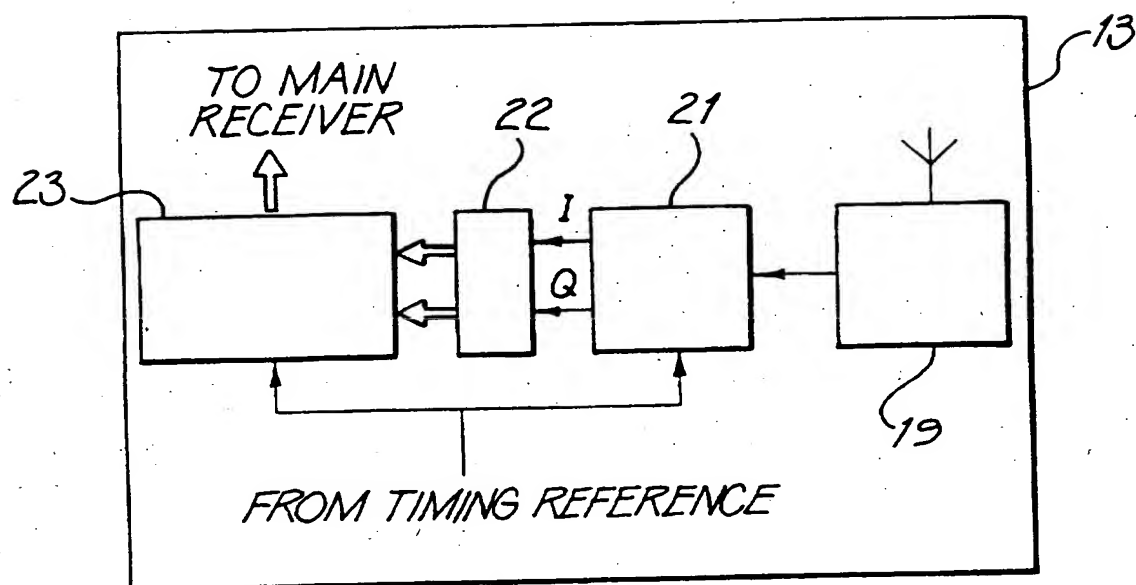 13
TO MAIN
RECEIVER
22
21
23
I
Q
19
FROM TIMING REFERENCE